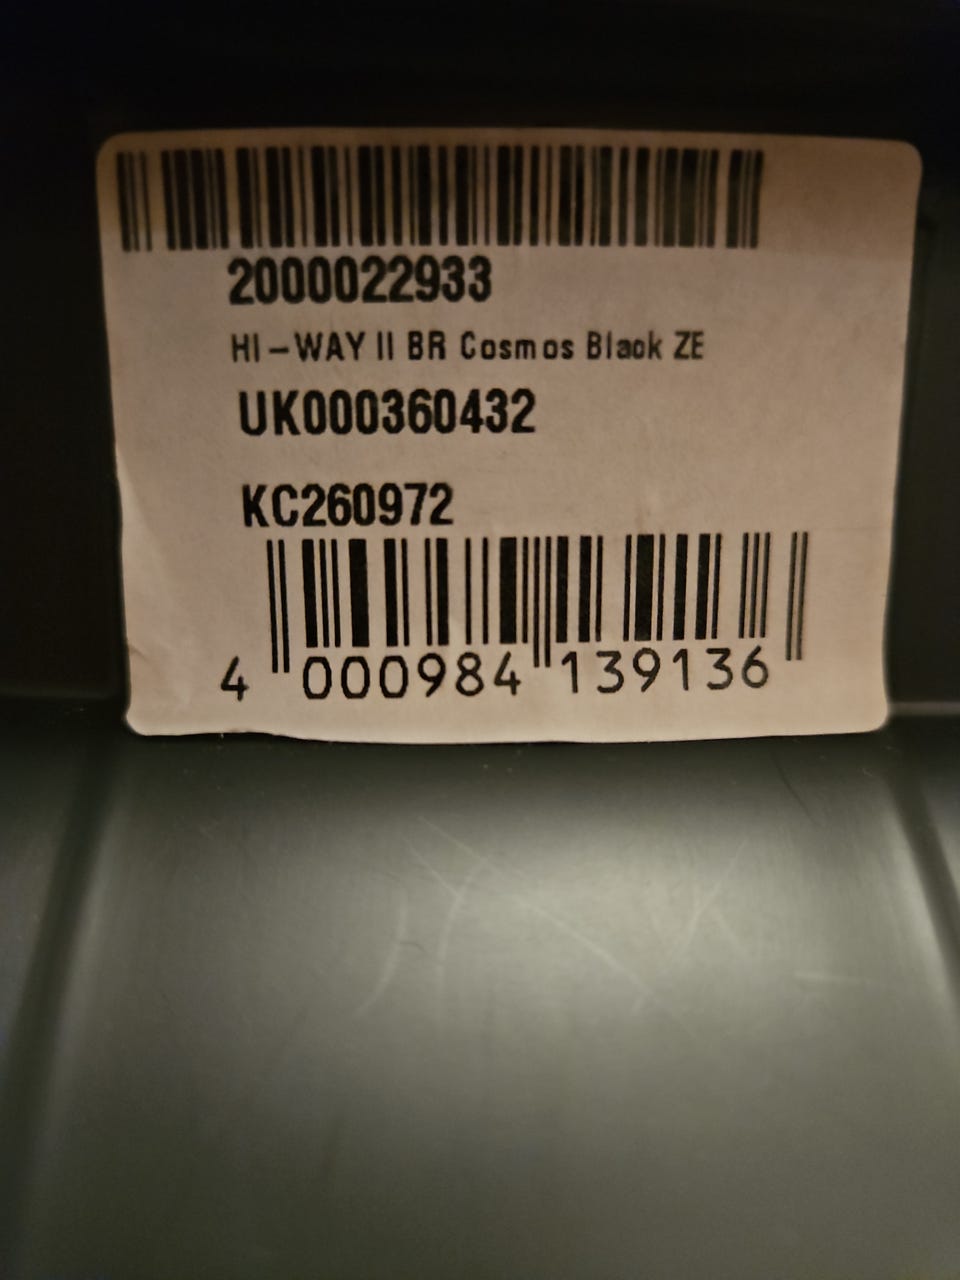 2000022933
HI-WAY II BR Cosmos Black ZE
UK000360432
KC260972
4 000984 139136